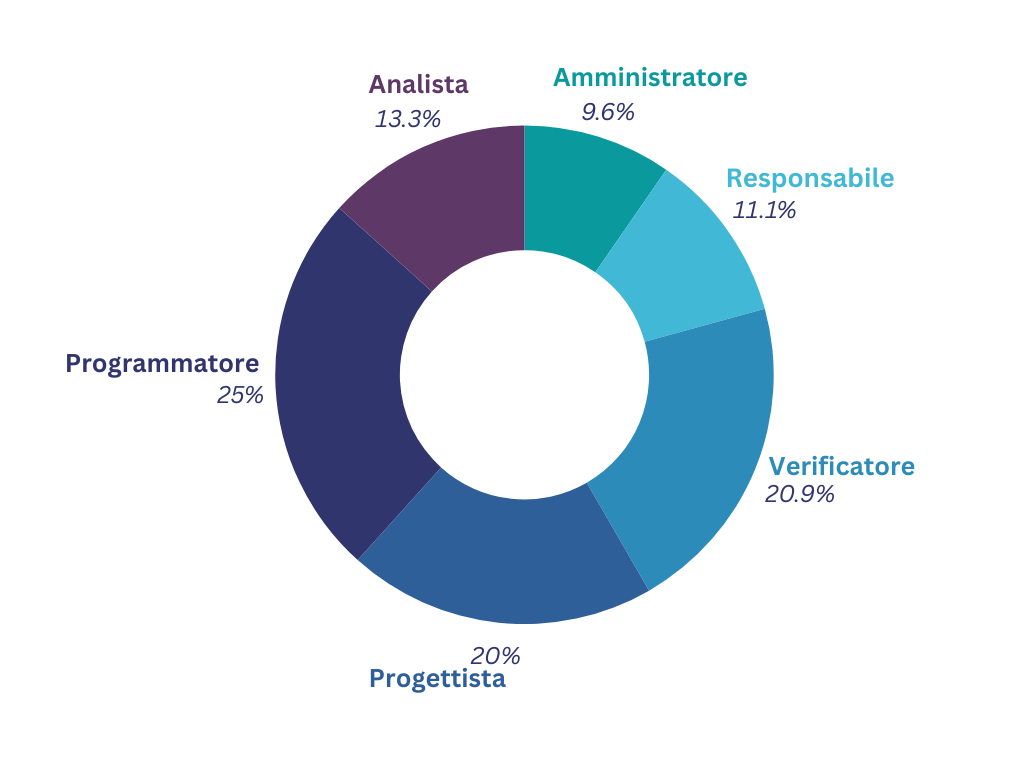 Amministratore
9.6%
Responsabile
11.1%
Verificatore
20.9%
20%
Progettista
Programmatore
25%
Analista
13.3%